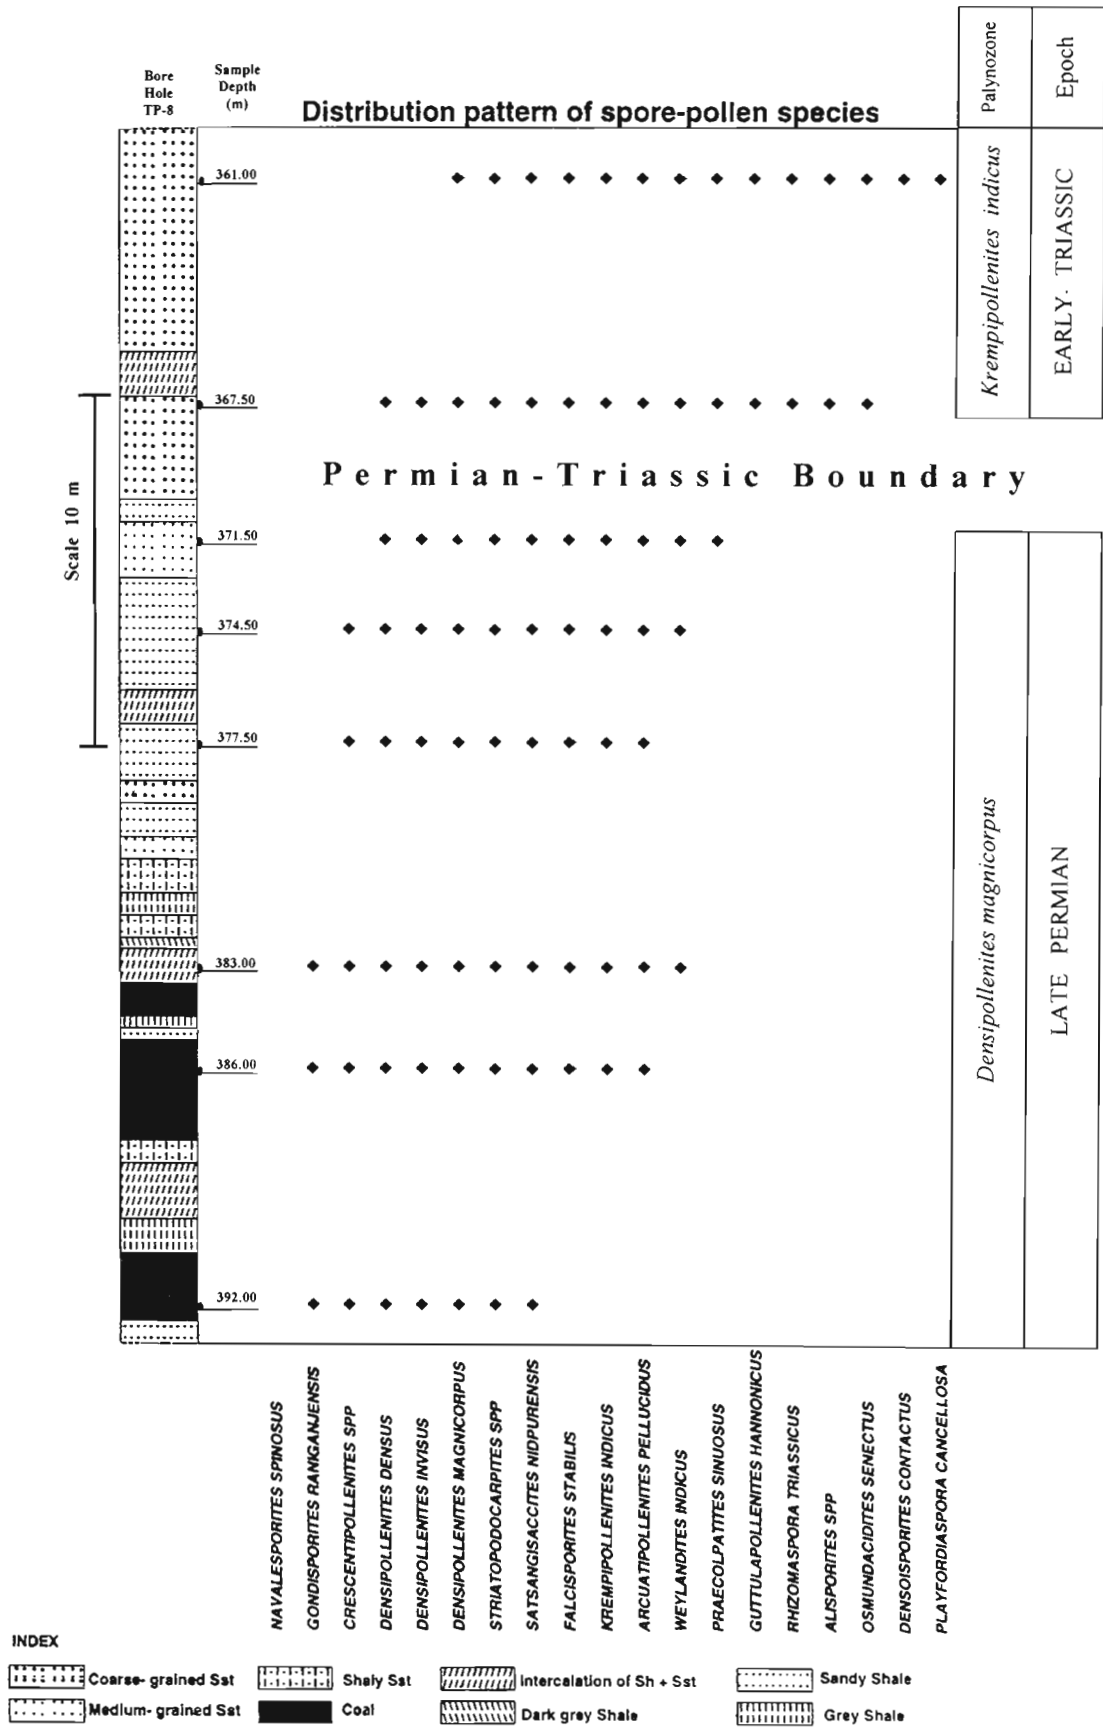 Bore
Hole
TP-8
Sample
Depth
(m)
Distribution pattern of spore-pollen species
Palynozone
Epoch
361.00
Krempipollenites indicus
EARLY- TRIASSIC
367.50
Permian-Triassic Boundary
Scale 10 m
371.50
374.50
377.50
383.00
386.00
392.00
Densipollenites magnicorpus
LATE PERMIAN
NAVALESPORITES SPINOSUS
GONDISPORITES RANIGANJENSIS
CRESCENTIPOLLENITES SPP
DENSIPOLLENITES DENSUS
DENSIPOLLENITES INVISUS
DENSIPOLLENITES MAGNICORPUS
STRIATOPODOCARPITES SPP
SATSANGISACCITES NIDPURENSIS
FALCISPORITES STABILIS
KREMPIPOLLENITES INDICUS
ARCUATIPOLLENITES PELLUCIDUS
WEYLANDITES INDICUS
PRAECOLPATITES SINUOSUS
GUTTULAPOLLENITES HANNONICUS
RHIZOMASPORA TRIASSICUS
ALISPORITES SPP
OSMUNDACIDITES SENECTUS
DENSOISPORITES CONTACTUS
PLAYFORDIASPORA CANCELLOSA
INDEX
Coarse- grained Sst
Shaly Sst
Intercalation of Sh + Sst
Sandy Shale
Medium- grained Sst
Coal
Dark grey Shale
Grey Shale